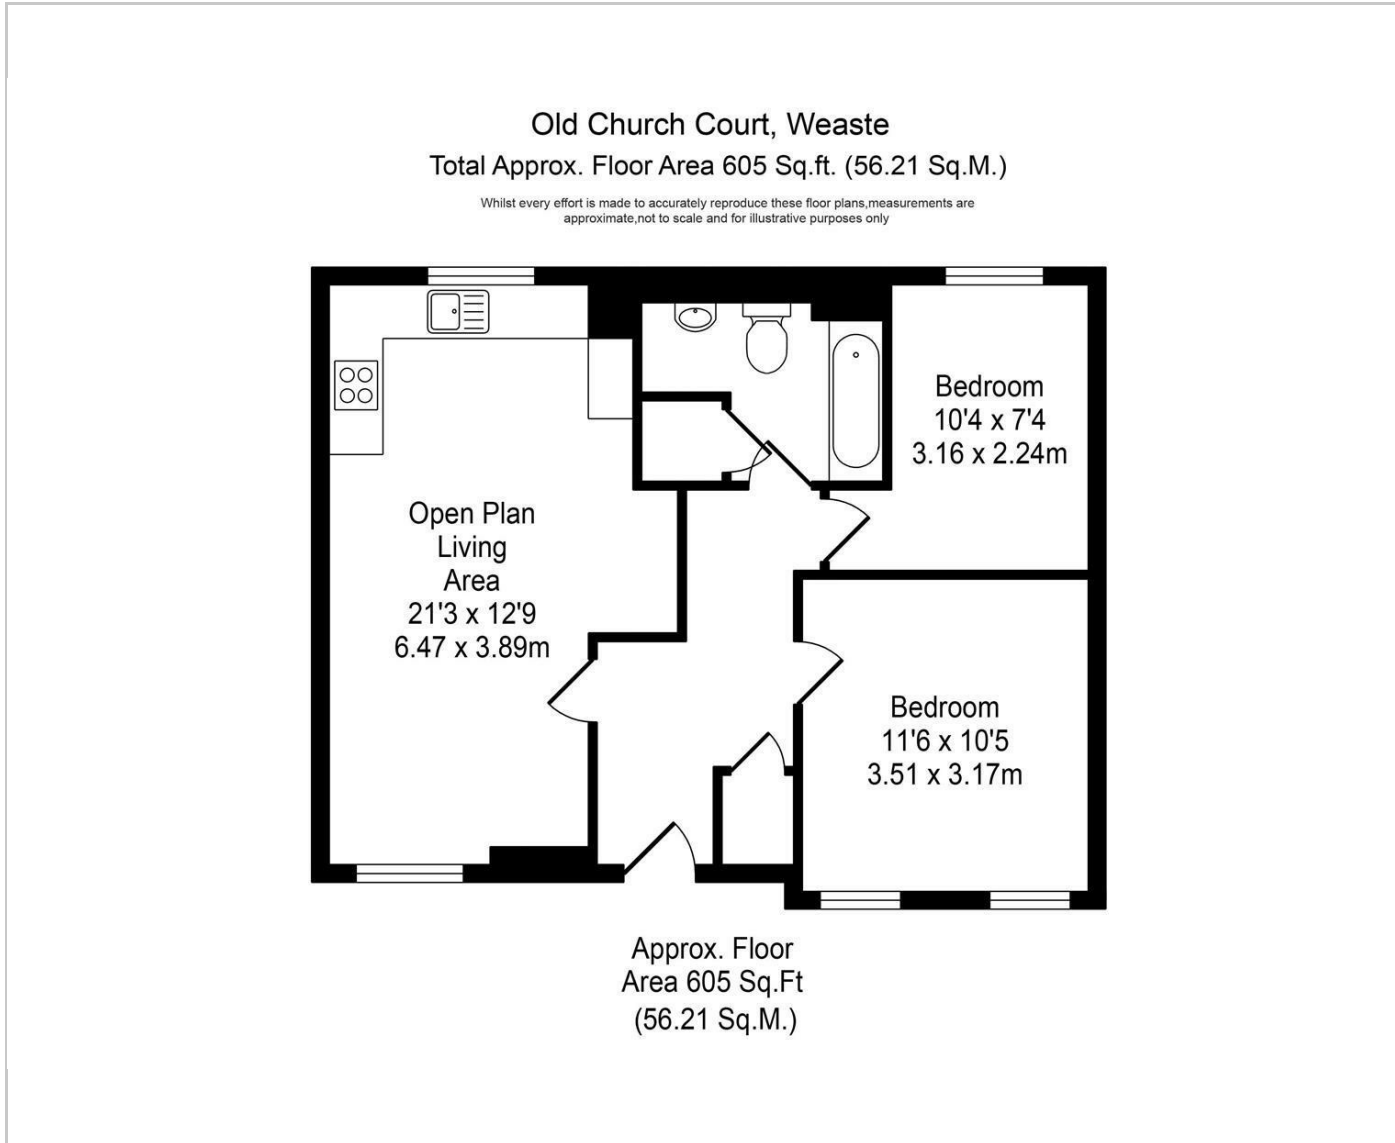 Old Church Court, Weaste
Total Approx. Floor Area 605 Sq.ft. (56.21 Sq.M.)
Whilst every effort is made to accurately reproduce these floor plans,measurements are
approximate,not to scale and for illustrative purposes only
Bedroom
10'4 x 7'4
3.16 x 2.24m
Open Plan
Living
Area
21'3 x 12'9
6.47 x 3.89m
Bedroom
11'6 x 10'5
3.51 x 3.17m
Approx. Floor
Area 605 Sq.Ft
(56.21 Sq.M.)